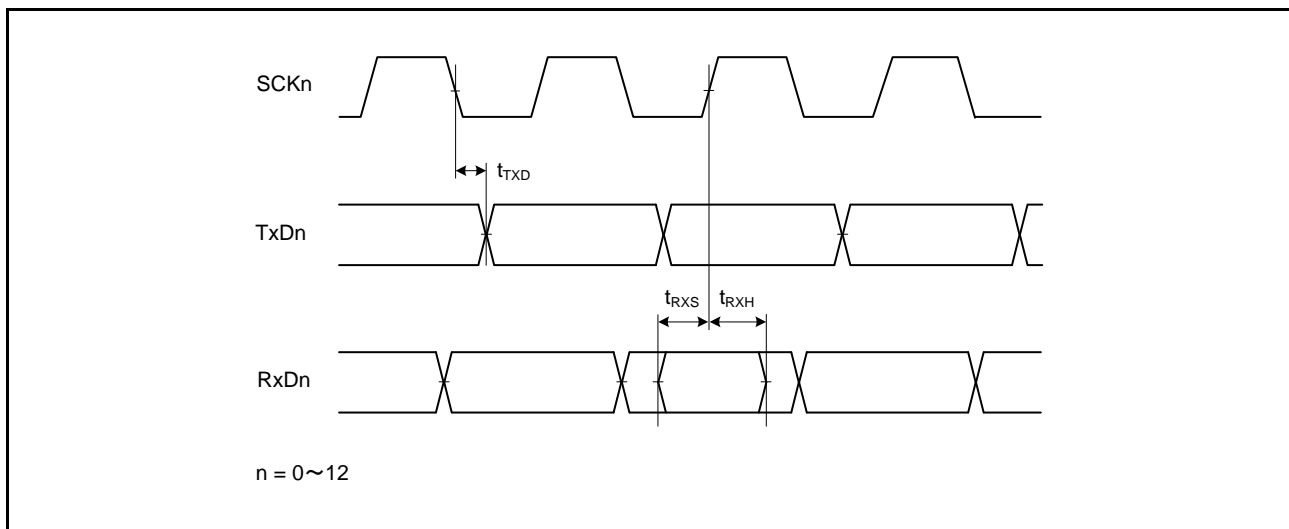 SCKn
tTXD
TxDn
tRXS tRXH
RxDn
n = 0〜12